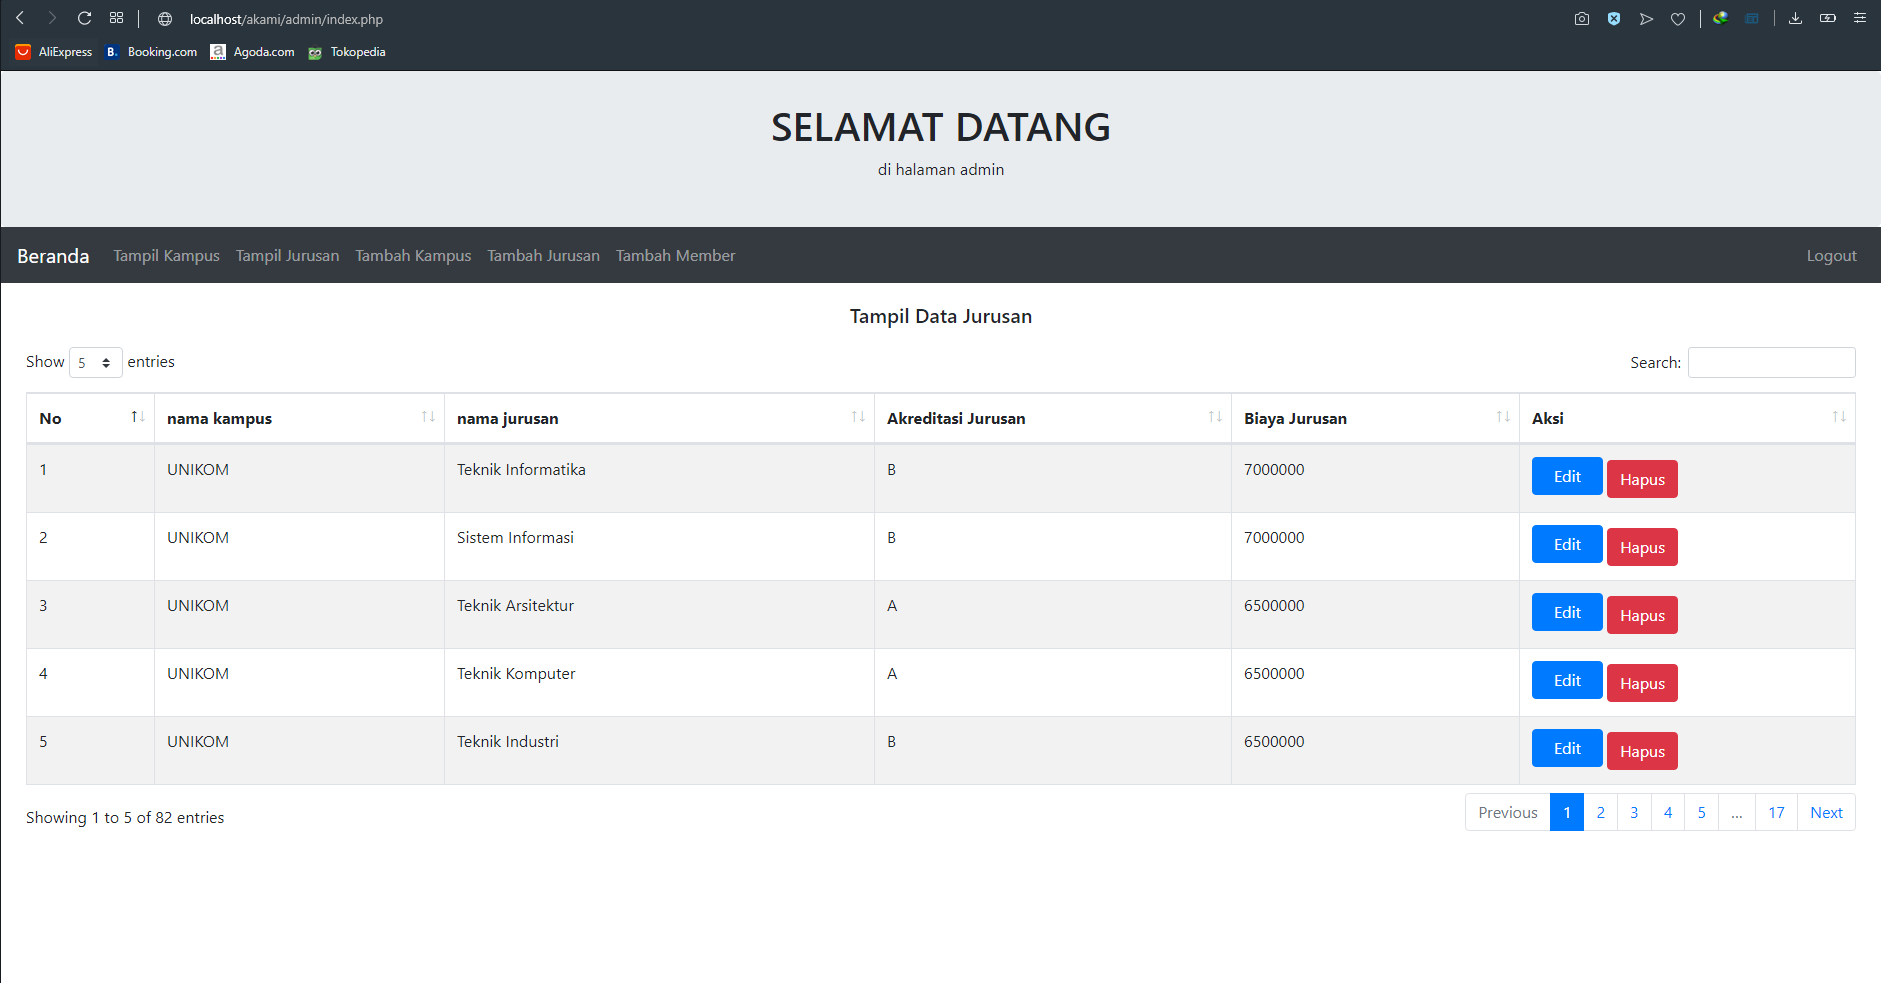 localhost/akami/admin/index.php
AliExpress B. Booking.com a Agoda.com Tokopedia
SELAMAT DATANG
di halaman admin
Beranda Tampil Kampus Tampil Jurusan Tambah Kampus Tambah Jurusan Tambah Member Logout
Tampil Data Jurusan
Show 5 entries Search:
No nama kampus nama jurusan Akreditasi Jurusan Biaya Jurusan Aksi
1 UNIKOM Teknik Informatika B 7000000 Edit Hapus
2 UNIKOM Sistem Informasi B 7000000 Edit Hapus
3 UNIKOM Teknik Arsitektur A 6500000 Edit Hapus
4 UNIKOM Teknik Komputer A 6500000 Edit Hapus
5 UNIKOM Teknik Industri B 6500000 Edit Hapus
Showing 1 to 5 of 82 entries Previous 1 2 3 4 5 ... 17 Next